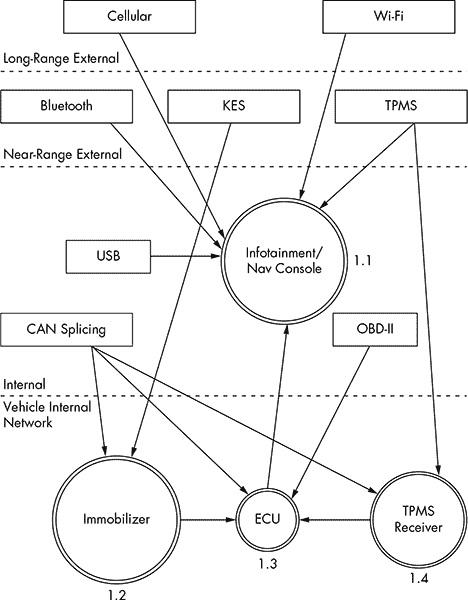 Cellular
Wi-Fi
Long-Range External
Bluetooth
KES
TPMS
Near-Range External
USB
Infotainment/
Nav Console
1.1
CAN Splicing
OBD-II
Internal
Vehicle Internal
Network
Immobilizer
ECU
TPMS
Receiver
1.2
1.3
1.4